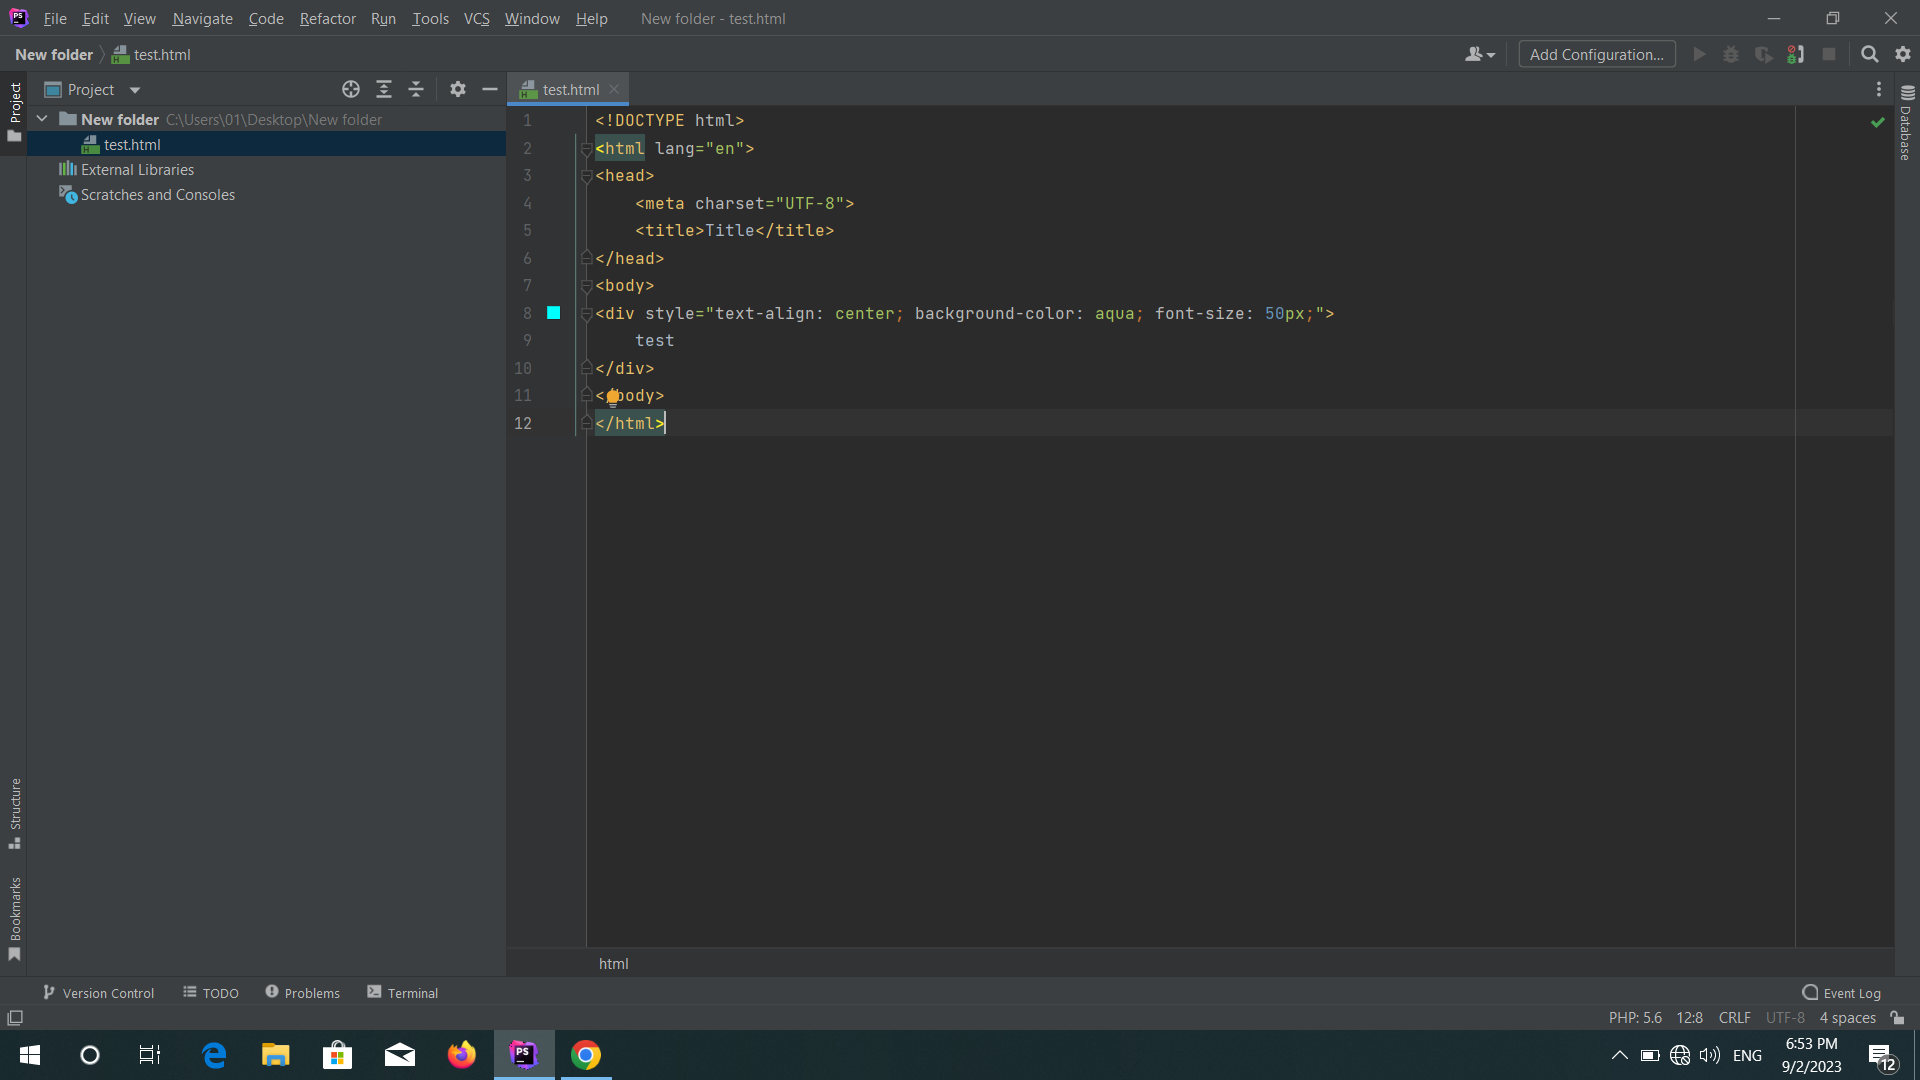 PS File Edit View Navigate Code Refactor Run Tools VCS Window Help New folder - test.html
New folder test.html Add Configuration...
Project Project test.html
New folder C:\Users\01\Desktop\New folder
test.html
External Libraries
Scratches and Consoles
1 <!DOCTYPE html>
2 <html lang="en">
3 <head>
4 <meta charset="UTF-8">
5 <title>Title</title>
6 </head>
7 <body>
8 <div style="text-align: center; background-color: aqua; font-size: 50px;">
9 test
10 </div>
11 </body>
12 </html>
Database
Structure
Bookmarks
html
Version Control TODO Problems Terminal Event Log
PHP: 5.6 12:8 CRLF UTF-8 4 spaces
PS ENG 6:53 PM
9/2/2023
12